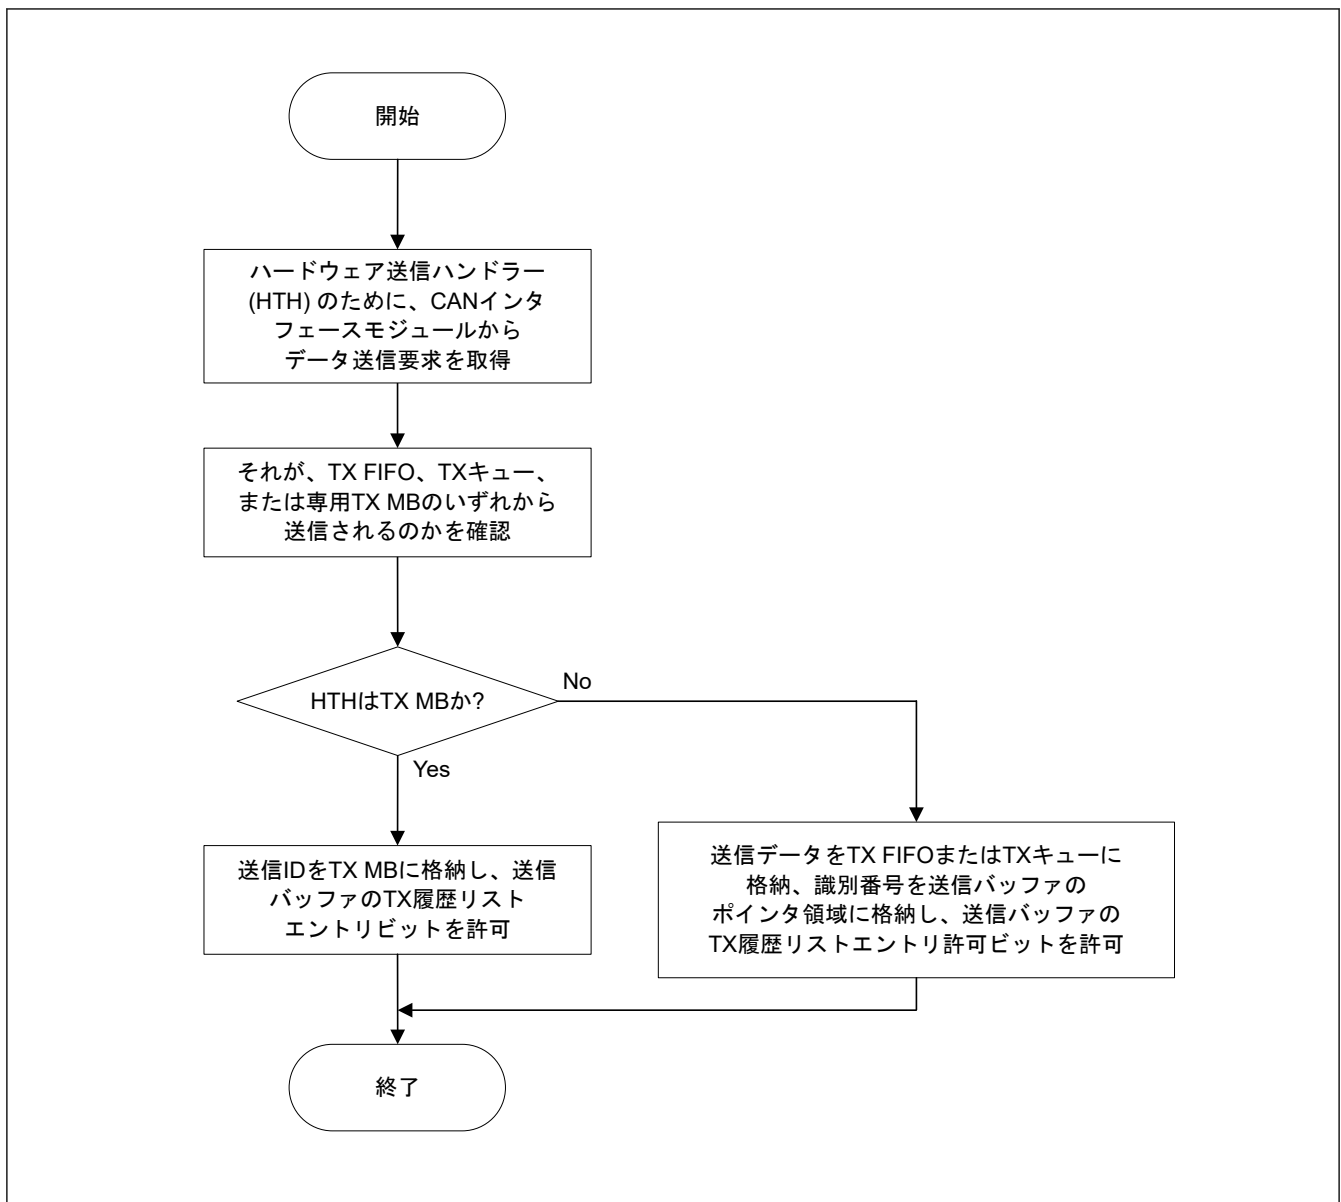 開始
ハードウェア送信ハンドラー
(HTH) のために、CANインタ
フェースモジュールから
データ送信要求を取得
それが、TX FIFO、TXキュー、
または専用TX MBのいずれから
送信されるのかを確認
HTHはTX MBか?
No
Yes
送信IDをTX MBに格納し、送信
バッファのTX履歴リスト
エントリビットを許可
送信データをTX FIFOまたはTXキューに
格納、識別番号を送信バッファの
ポインタ領域に格納し、送信バッファの
TX履歴リストエントリ許可ビットを許可
終了